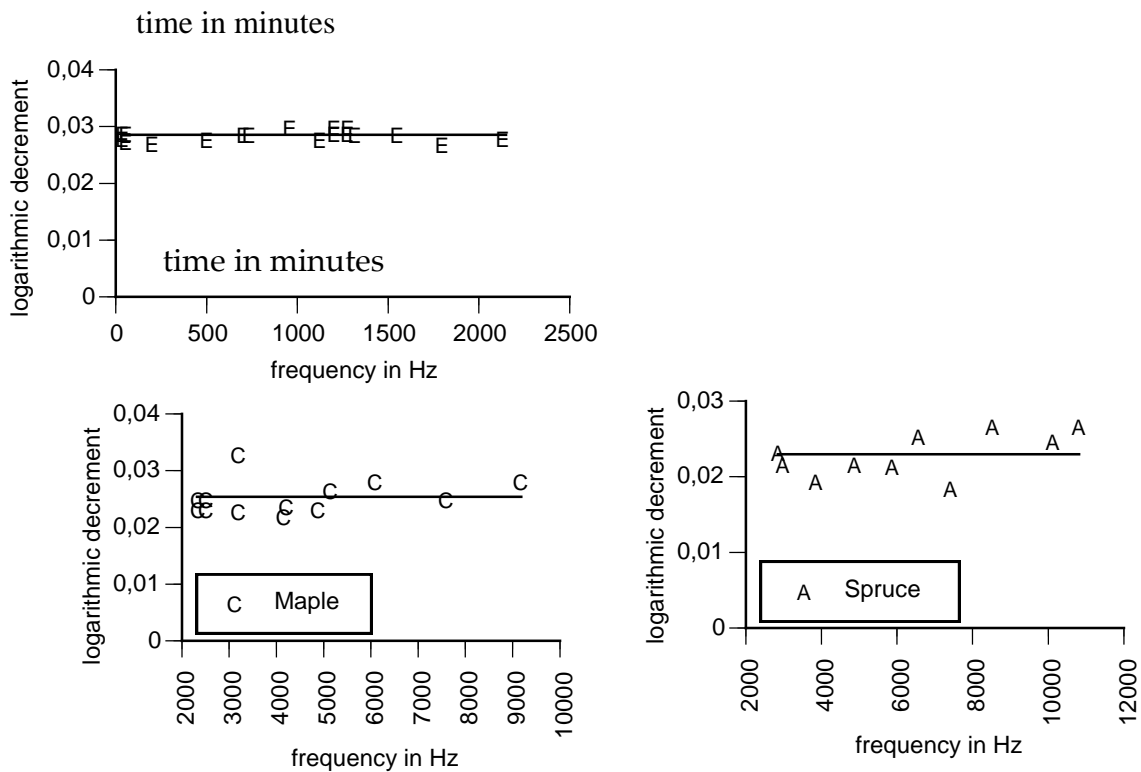 time in minutes
0,04
0,03
0,02
0,01
0
logarithmic decrement
E E E E E E E E E E E E E E E E E E
time in minutes
0 500 1000 1500 2000 2500
frequency in Hz
0,04
0,03
0,02
0,01
0
logarithmic decrement
C C C C C C C C C C C C C C
C Maple
2000 3000 4000 5000 6000 7000 8000 9000 10000
frequency in Hz
0,03
0,02
0,01
0
logarithmic decrement
A A A A A A A A A A
A Spruce
2000 4000 6000 8000 10000 12000
frequency in Hz